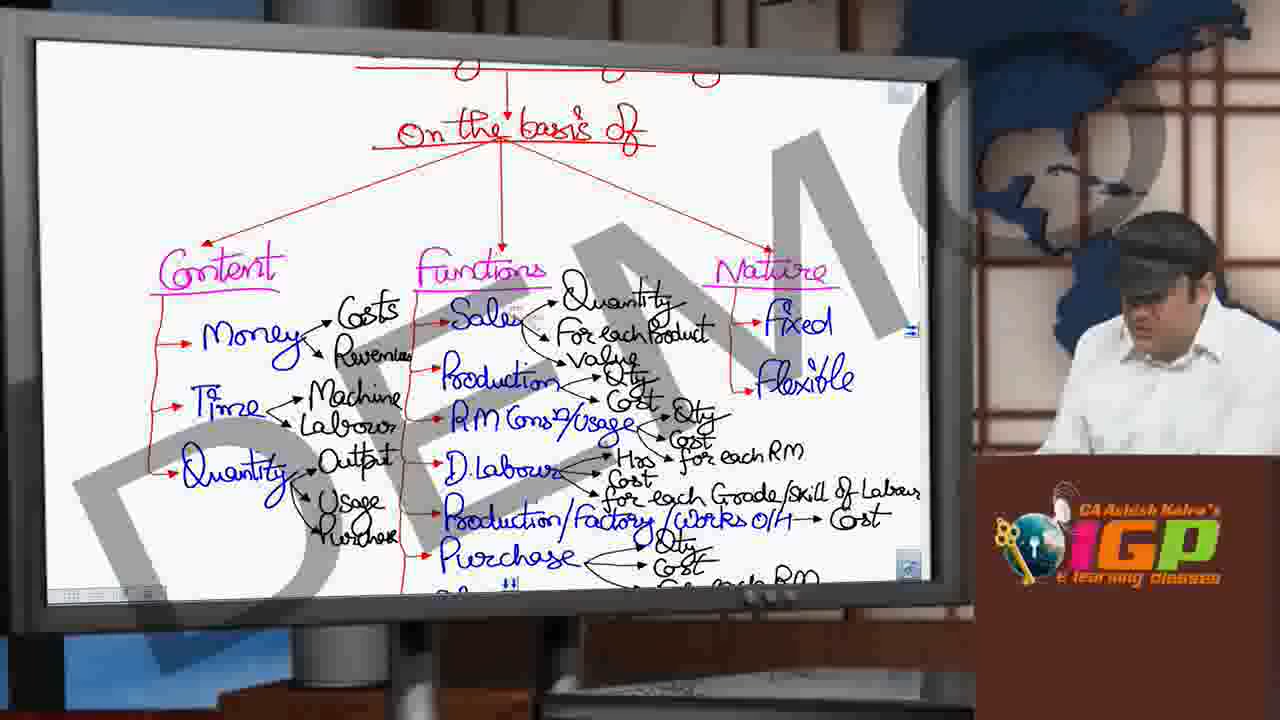 On the basis of
Content
Money
Costs
Revenues
Time
Machine
Labour
Quantity
Output
Usage
Purchase
Functions
Sales
Quantity
For each Product
Value
Production
Qty
Cost
RM Consⁿ/Usage
Qty
Cost
for each RM
D.Labour
Hrs
Cost
for each Grade/Skill of Labour
Production/Factory/Works O/H
Cost
Purchase
Qty
Cost
each RM
Nature
Fixed
Flexible
DEMO
CA Ashish Kalra's
IGP
E learning classes